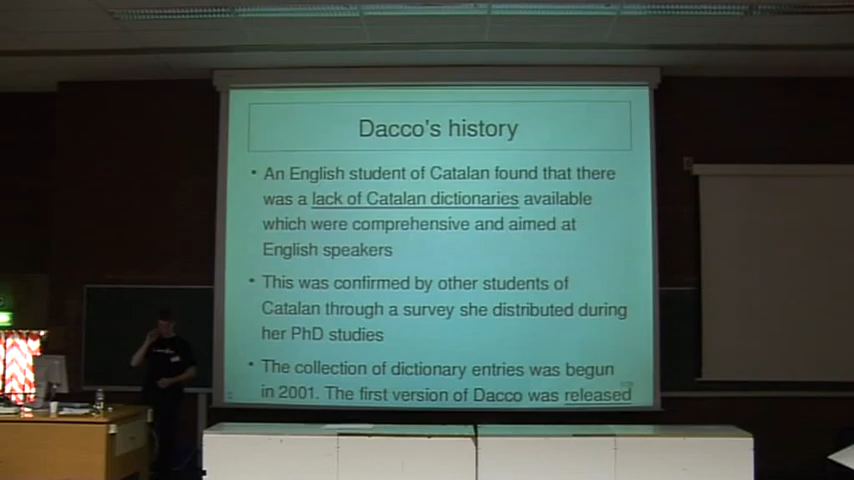 Dacco's history
• An English student of Catalan found that there
was a lack of Catalan dictionaries available
which were comprehensive and aimed at
English speakers
• This was confirmed by other students of
Catalan through a survey she distributed during
her PhD studies
• The collection of dictionary entries was begun
in 2001. The first version of Dacco was released